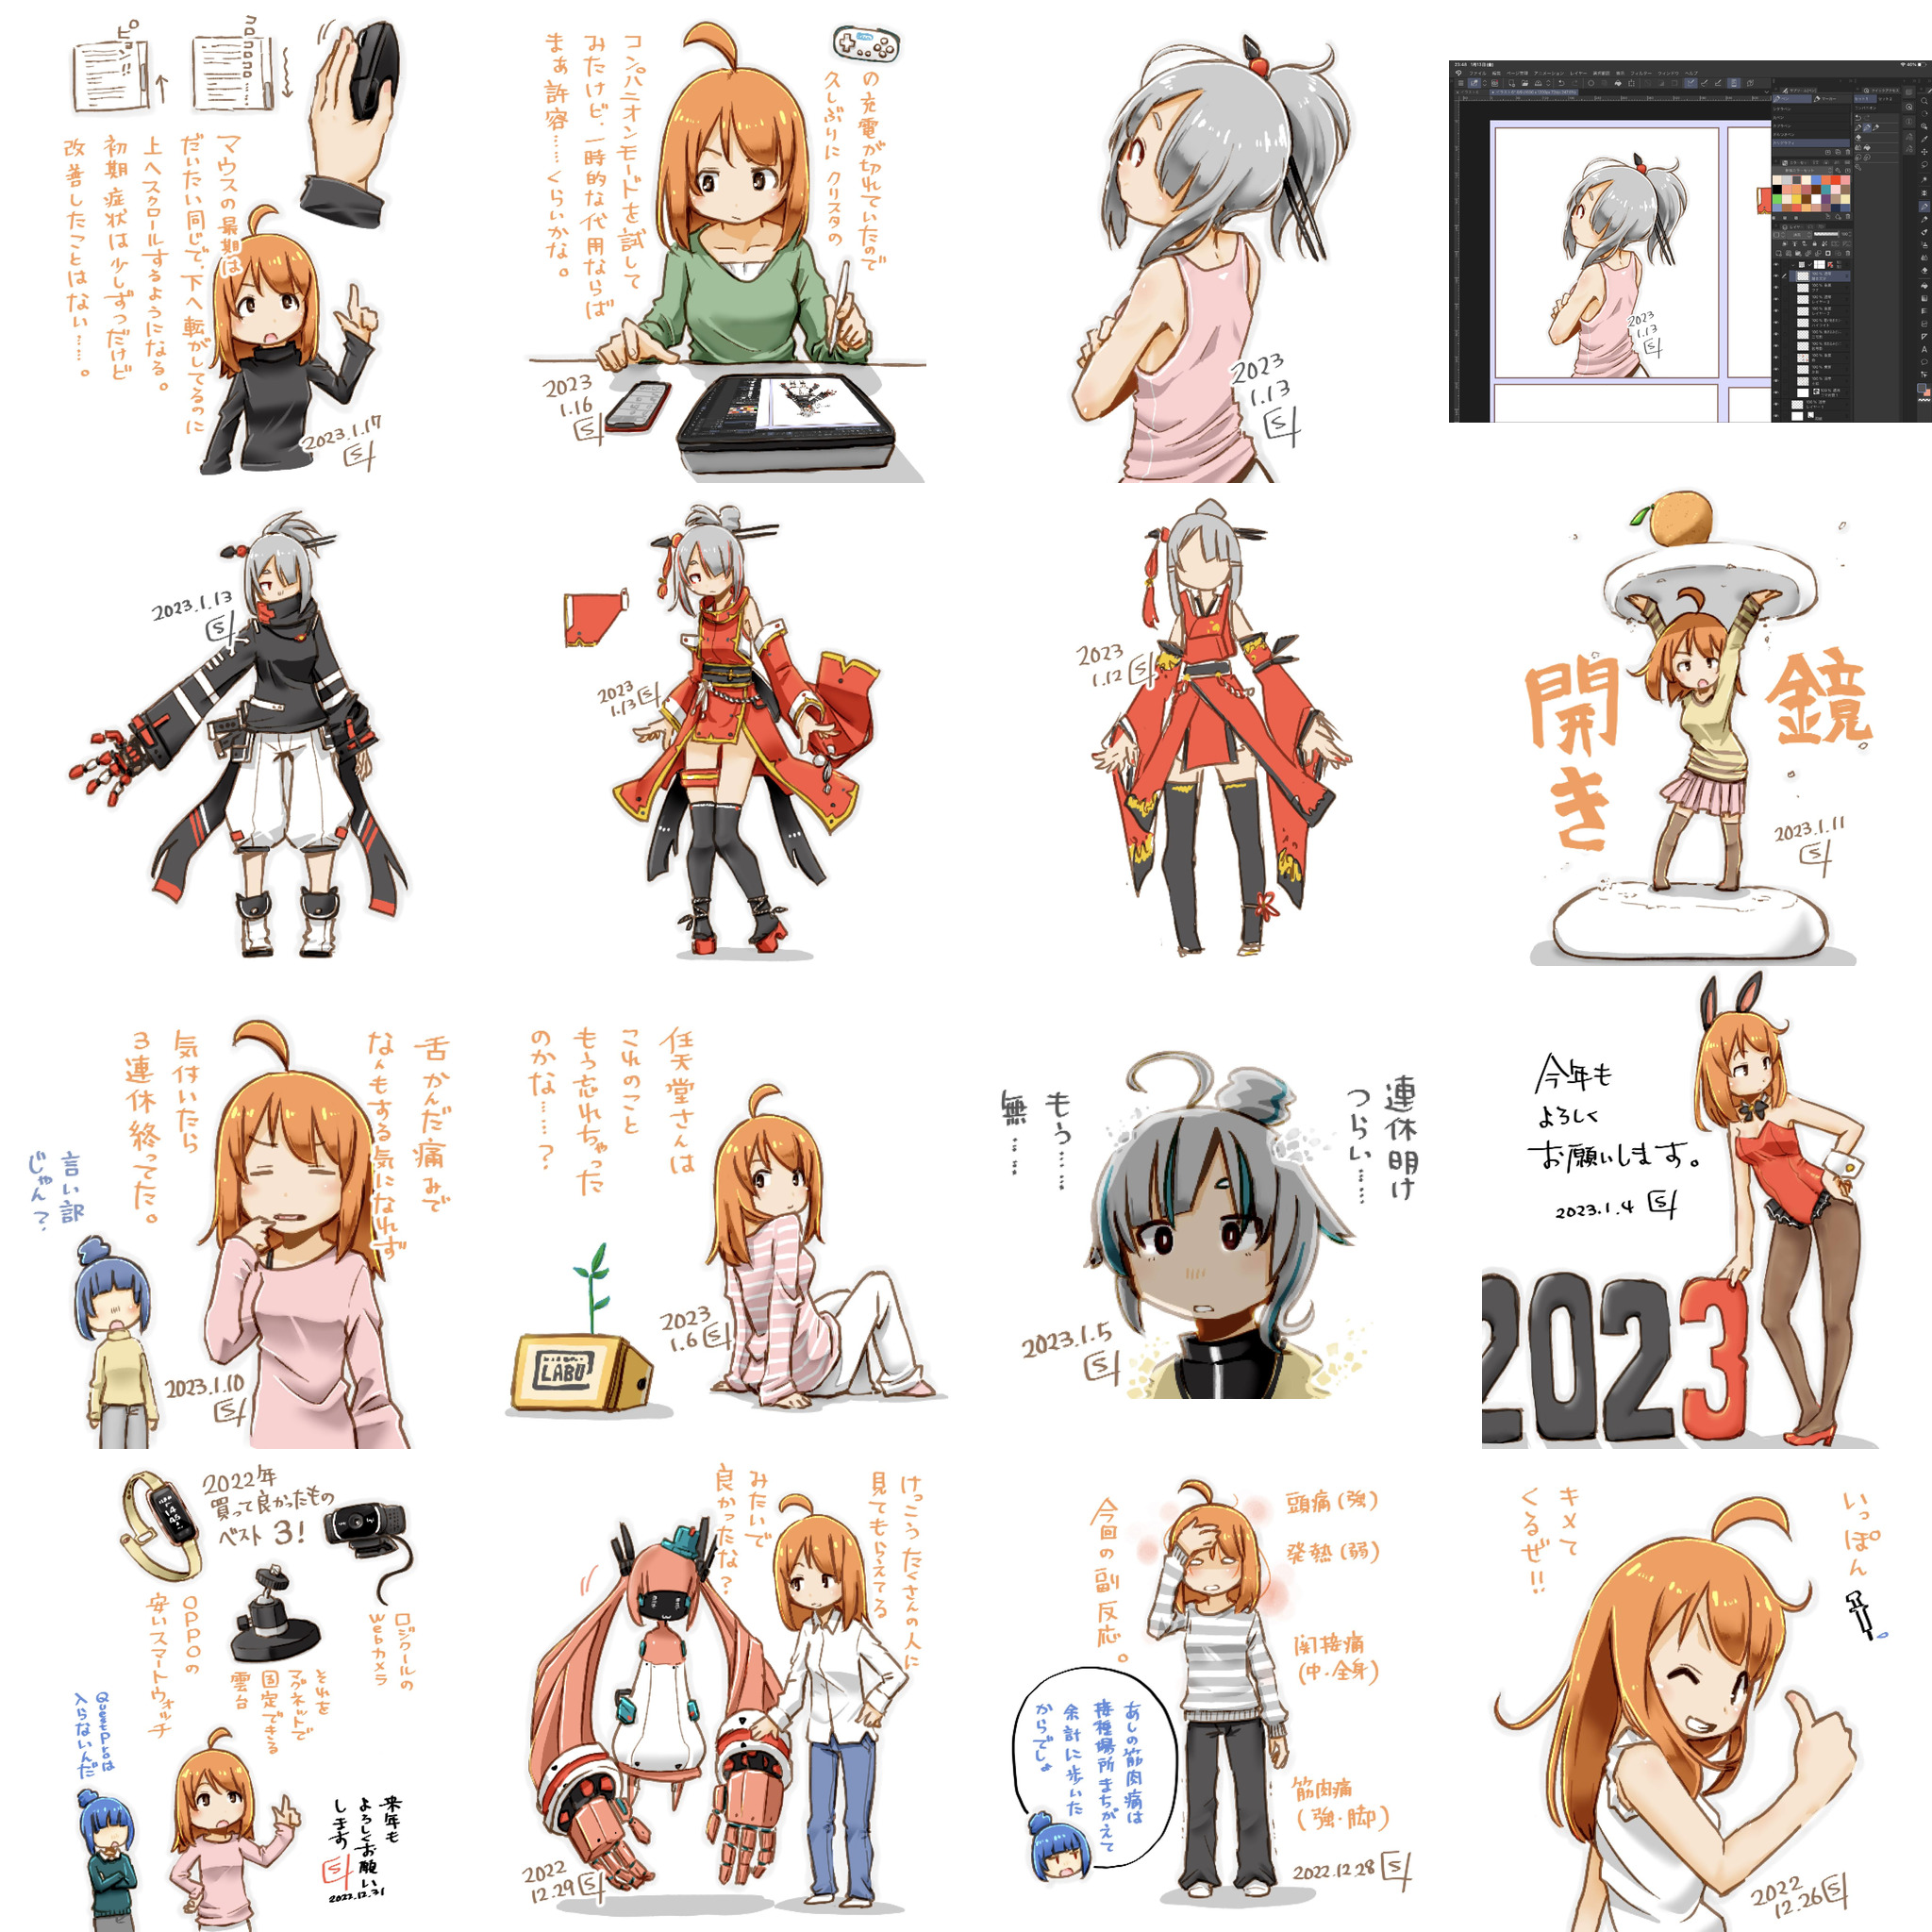 ピョン!!
マウスの最期は
だいたい同じで、下へ転がしてるのに
上へスクロールするようになる。
初期症状は少しずつだけど
改善したことはない……。
2023.1.17
の充電が切れていたので
久しぶりにクリスタの
コンパニオンモードを試して
みたけど、一時的な代用ならば
まぁ許容……くらいかな。
2023
1.16
2023
1.13
2023
1.13
2023.1.13
2023
1.13
2023
1.12
鏡
開き
2023.1.11
舌かんだ痛みで
なんもする気になれず
気付いたら
3連休終ってた。
言い訳
じゃん?
2023.1.10
任天堂さんは
これのこと
もう忘れちゃった
のかな……?
LABO
2023
1.6
連休明け
つらい……
もう……
無……
2023.1.5
今年も
よろしく
お願いします。
2023.1.4
2023
2022年
買って良かったもの
ベスト3!
ロジクールの
webカメラ
それを
マグネットで
固定できる
雲台
OPPOの
安いスマートウォッチ
QuestProは
入らないんだ
来年も
よろしくお願い
します
2022.12.31
けっこうたくさんの人に
見てもらえてる
みたいで
良かったな?
2022
12.29
今回の副反応。
頭痛(強)
発熱(弱)
関接痛
(中・全身)
筋肉痛
(強・脚)
あしの筋肉痛は
接種場所まちがえて
余計に歩いた
からでしょ
2022.12.28
いっぽん
キメて
くるぜ!!
2022
12.26